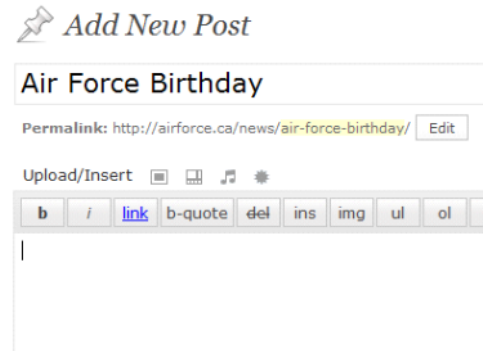 Add New Post
Air Force Birthday
Permalink: http://airforce.ca/news/air-force-birthday/ Edit
Upload/Insert
b i link b-quote del ins img ul ol